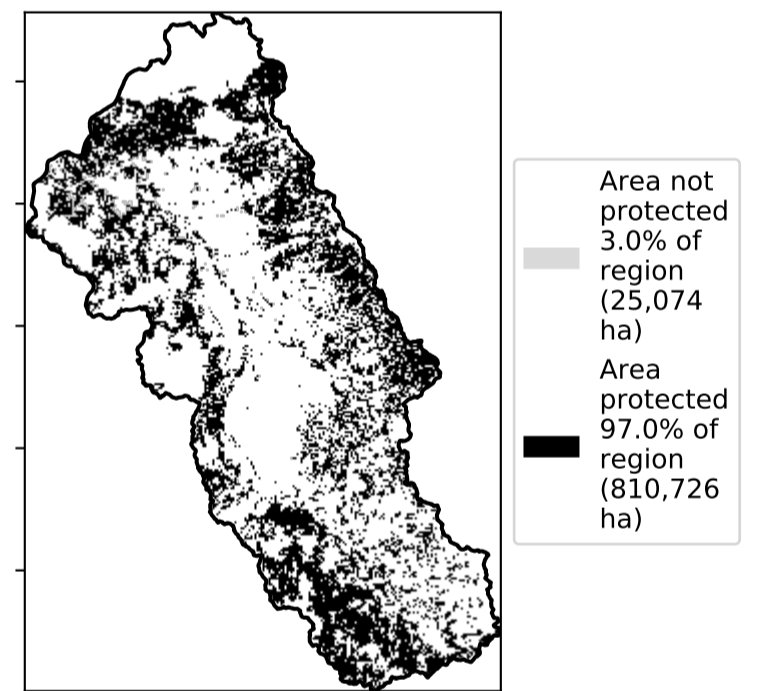 Area not
protected
3.0% of
region
(25,074
ha)
Area
protected
97.0% of
region
(810,726
ha)